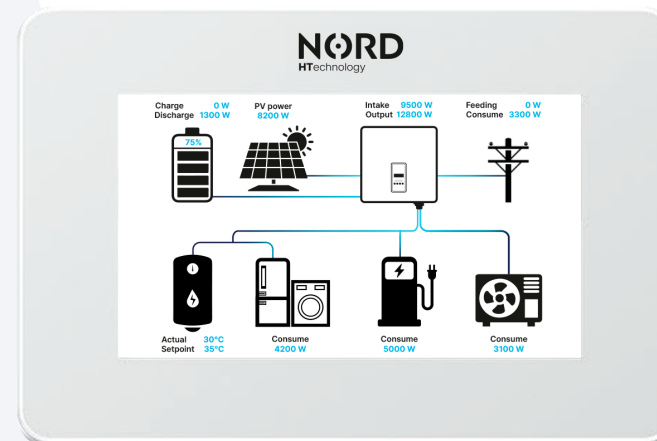 NORD
HTechnology
Charge 0 W
Discharge 1300 W
PV power
8200 W
Intake 9500 W
Output 12800 W
Feeding 0 W
Consume 3300 W
75%
Actual 30°C
Setpoint 35°C
Consume
4200 W
Consume
5000 W
Consume
3100 W